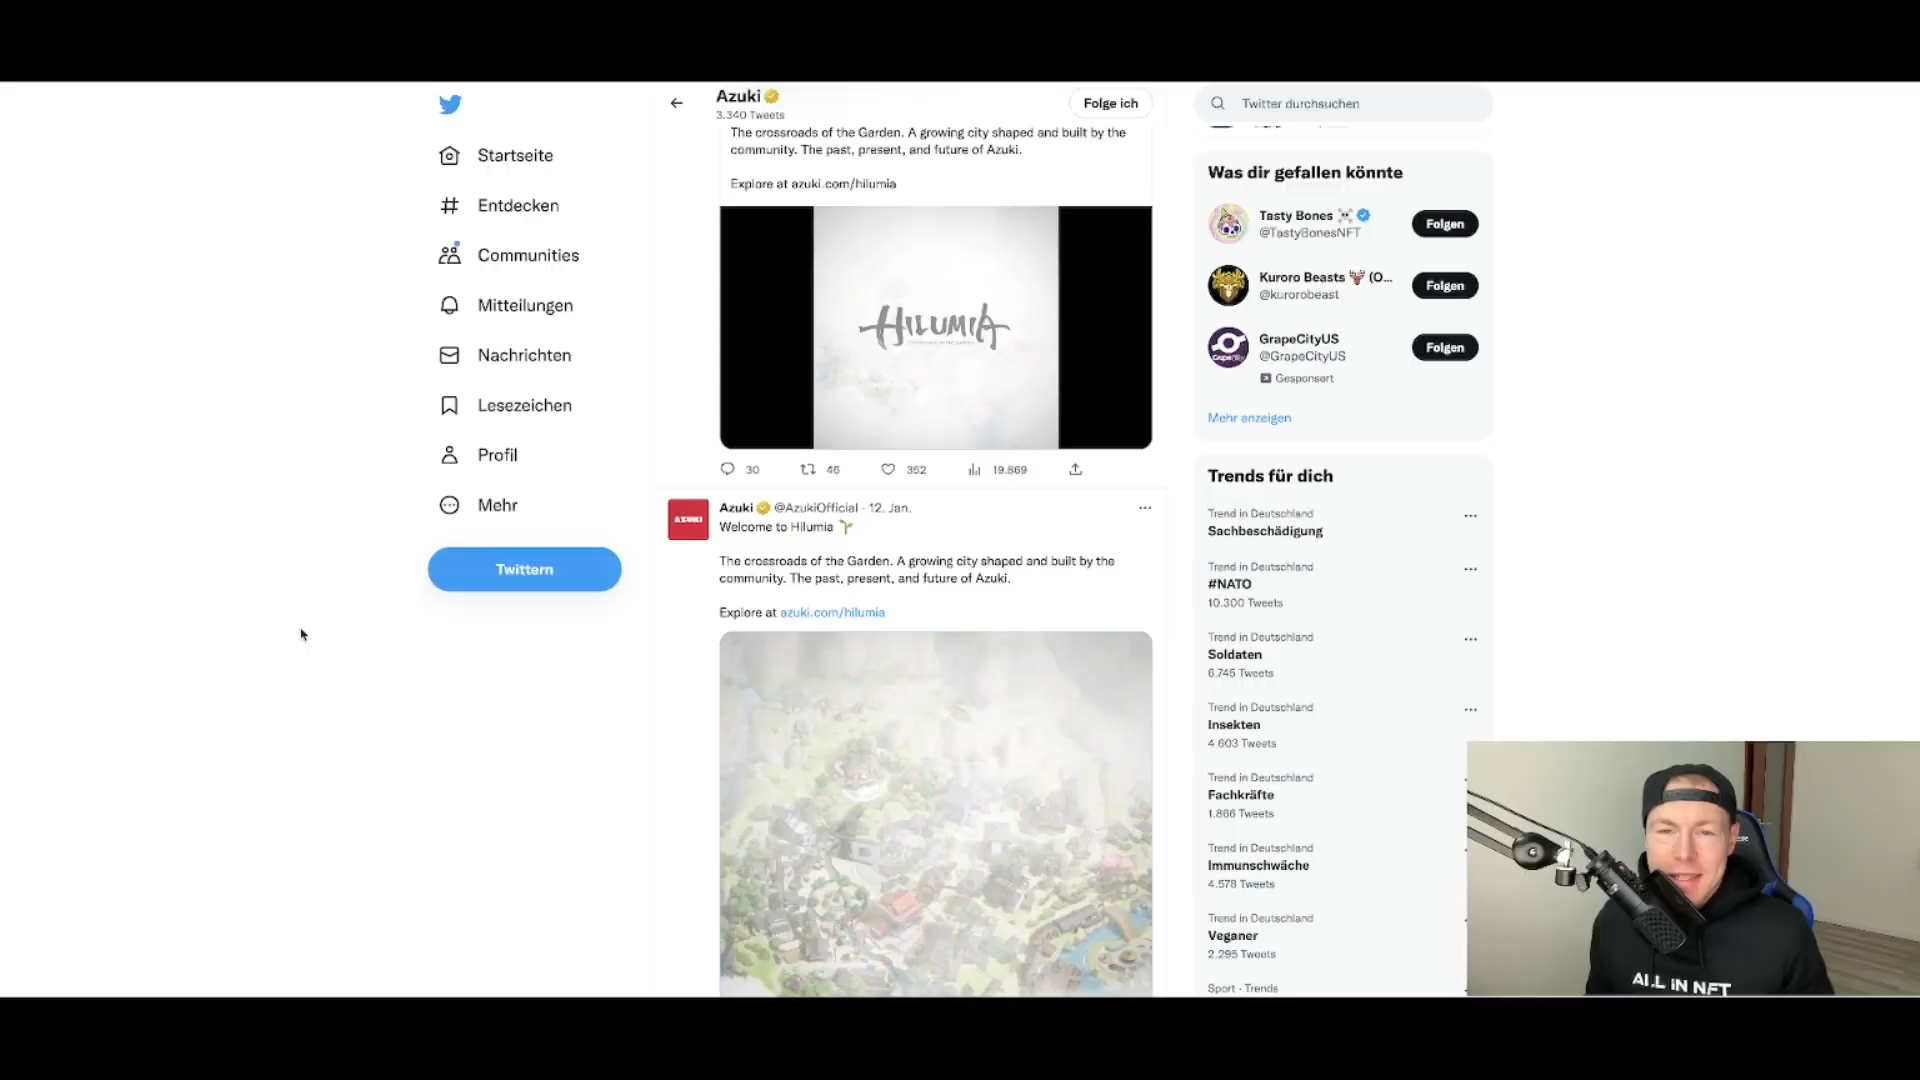 Startseite
Entdecken
Communities
Mitteilungen
Nachrichten
Lesezeichen
Profil
Mehr
Twittern
Azuki
3.340 Tweets
Folge ich
The crossroads of the Garden. A growing city shaped and built by the
community. The past, present, and future of Azuki.
Explore at azuki.com/hilumia
HILUMIA
30 46 352 19.869
AZUKI
Azuki @AzukiOfficial · 12. Jan.
Welcome to Hilumia
The crossroads of the Garden. A growing city shaped and built by the
community. The past, present, and future of Azuki.
Explore at azuki.com/hilumia
Twitter durchsuchen
Was dir gefallen könnte
Tasty Bones
@TastyBonesNFT
Folgen
Kuroro Beasts (O...
@kurorobeast
Folgen
GrapeCityUS
@GrapeCityUS
Gesponsert
Folgen
Mehr anzeigen
Trends für dich
Trend in Deutschland
Sachbeschädigung
Trend in Deutschland
#NATO
10.300 Tweets
Trend in Deutschland
Soldaten
6.745 Tweets
Trend in Deutschland
Insekten
4.603 Tweets
Trend in Deutschland
Fachkräfte
1.866 Tweets
Trend in Deutschland
Immunschwäche
4.578 Tweets
Trend in Deutschland
Veganer
2.295 Tweets
Sport · Trends
ALL IN NFT